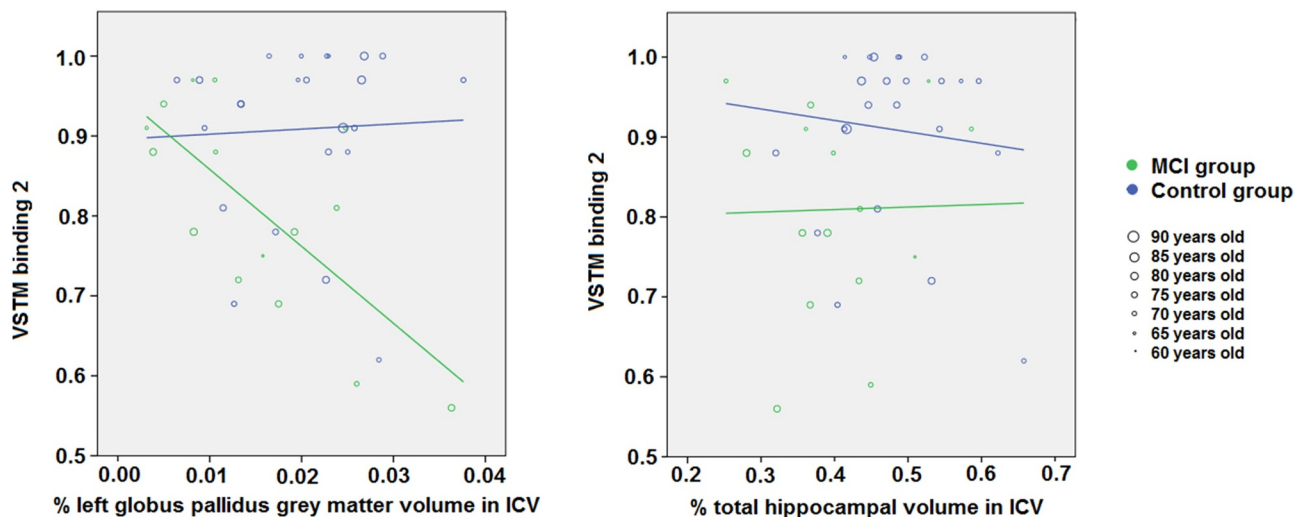 VSTM binding 2
1.0
0.9
0.8
0.7
0.6
0.5
0.00 0.01 0.02 0.03 0.04
% left globus pallidus grey matter volume in ICV
VSTM binding 2
1.0
0.9
0.8
0.7
0.6
0.5
0.2 0.3 0.4 0.5 0.6 0.7
% total hippocampal volume in ICV
MCI group
Control group
90 years old
85 years old
80 years old
75 years old
70 years old
65 years old
60 years old